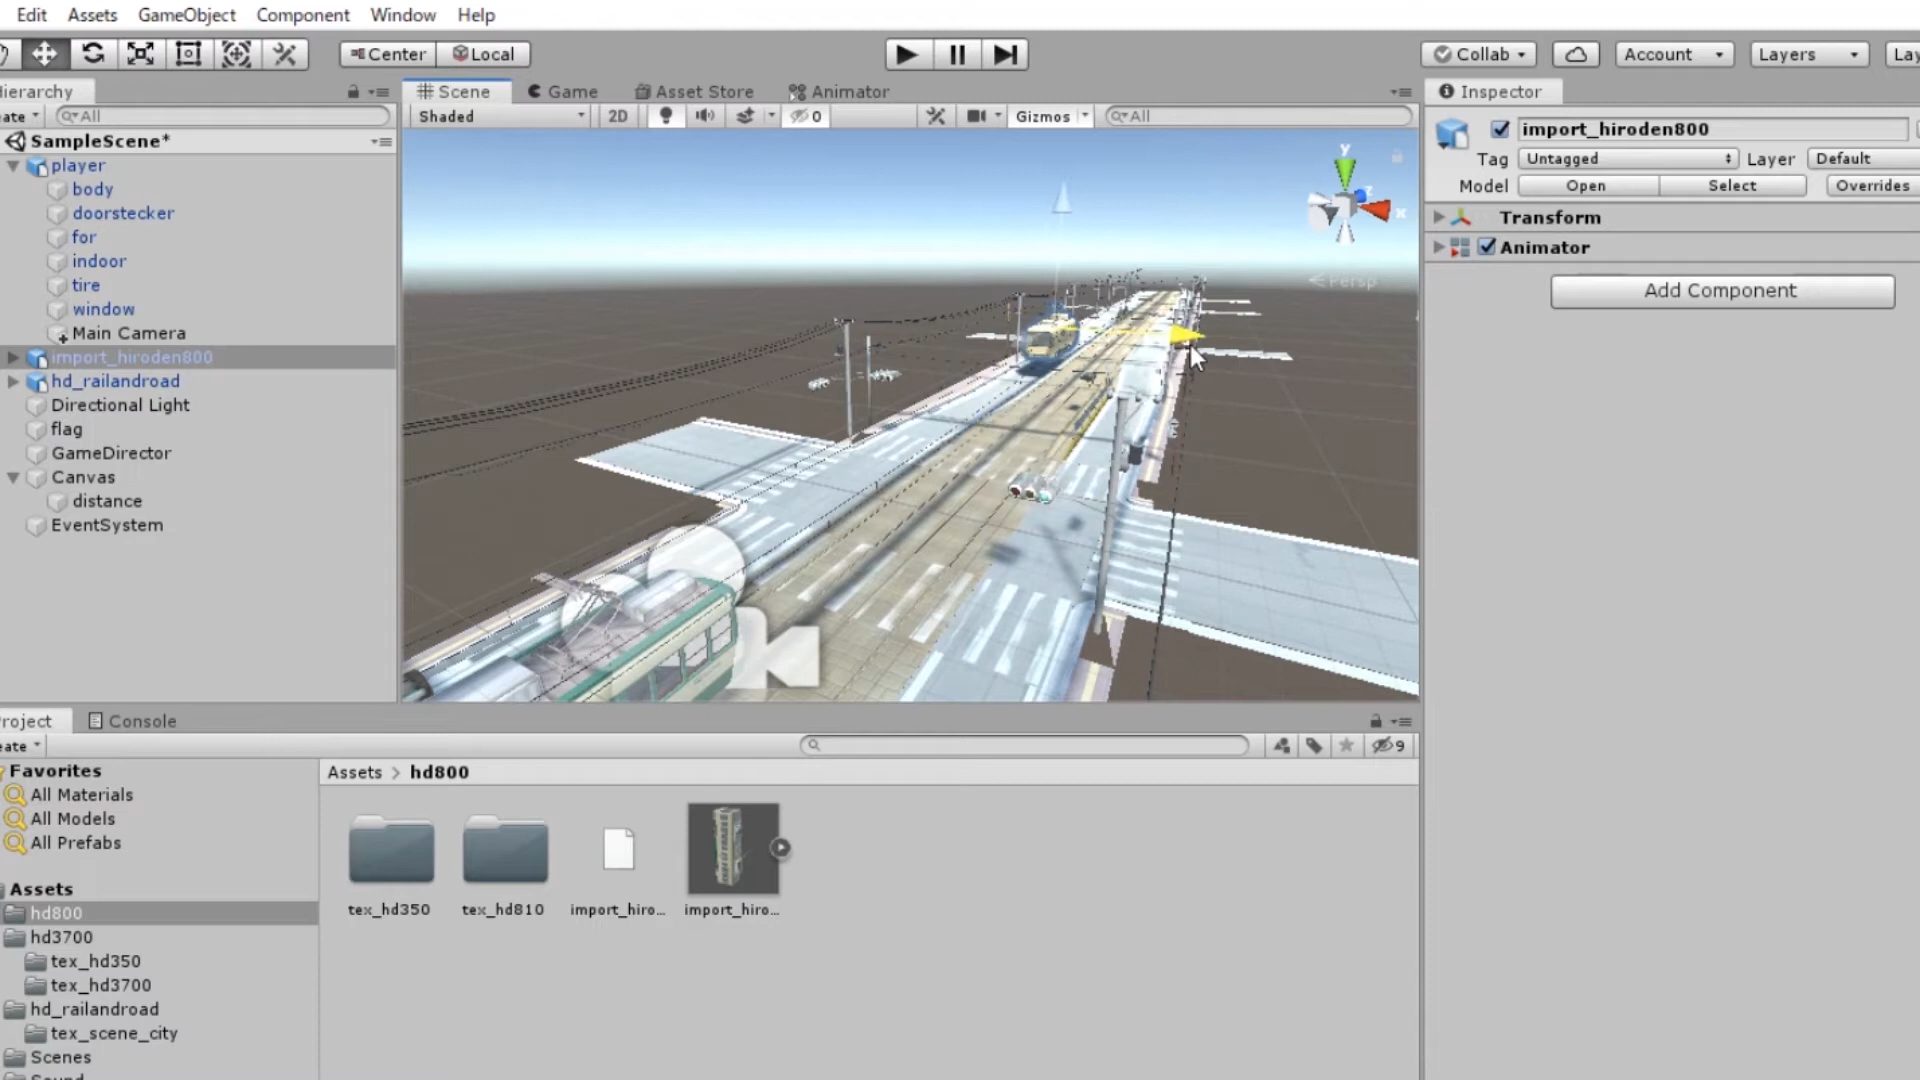 Edit Assets GameObject Component Window Help
Center Local Collab Account Layers Lay
ierarchy
Scene Game Asset Store Animator
Inspector
ate All
Shaded 2D 0 Gizmos All
import_hiroden800
SampleScene*
Tag Untagged Layer Default
player
Model Open Select Overrides
body
doorstecker
Transform
for
Animator
indoor
tire
Add Component
window
Main Camera
import_hiroden800
hd_railandroad
Directional Light
flag
GameDirector
Canvas
distance
EventSystem
y
x
z
Persp
roject Console
ate
9
Favorites
All Materials
All Models
All Prefabs
Assets
hd800
hd3700
tex_hd350
tex_hd3700
hd_railandroad
tex_scene_city
Scenes
Sound
Assets > hd800
tex_hd350 tex_hd810 import_hiro... import_hiro...